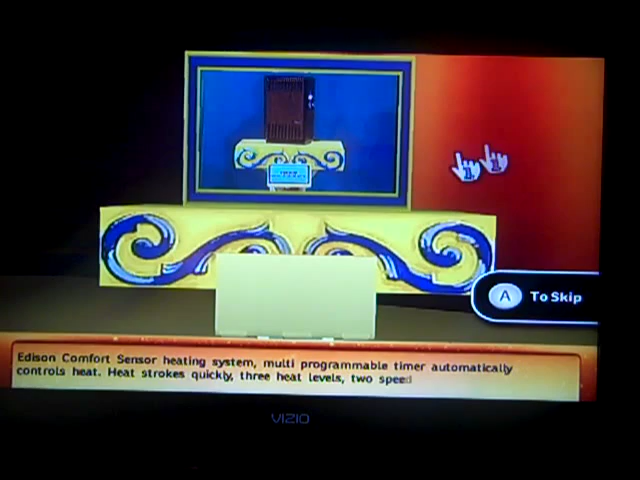 A To Skip
Edison Comfort Sensor heating system, multi programmable timer automatically
controls heat. Heat strokes quickly, three heat levels, two speed
VIZIO